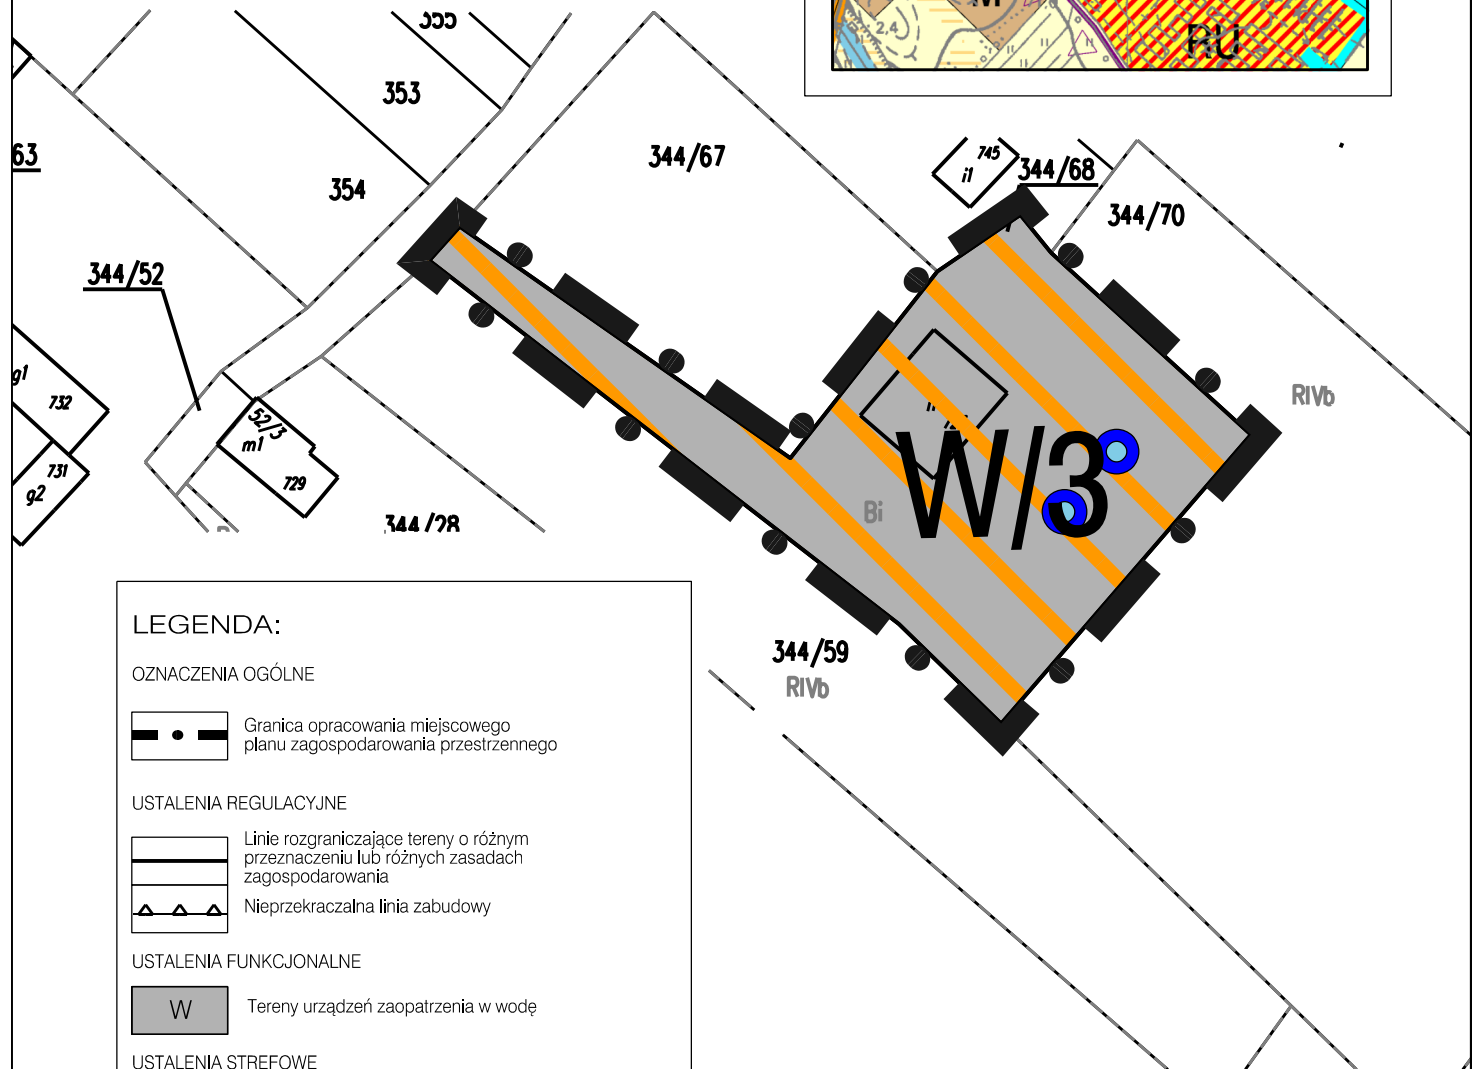 M
2,4
RU
355
353
63
344/67
745
i1
344/68
354
344/70
344/52
g1
732
RIVb
52/3
m1
731
g2
729
W/3
Bi
344/28
LEGENDA:
344/59
RIVb
OZNACZENIA OGÓLNE
Granica opracowania miejscowego
planu zagospodarowania przestrzennego
USTALENIA REGULACYJNE
Linie rozgraniczające tereny o różnym
przeznaczeniu lub różnych zasadach
zagospodarowania
Nieprzekraczalna linia zabudowy
USTALENIA FUNKCJONALNE
W
Tereny urządzeń zaopatrzenia w wodę
USTALENIA STREFOWE